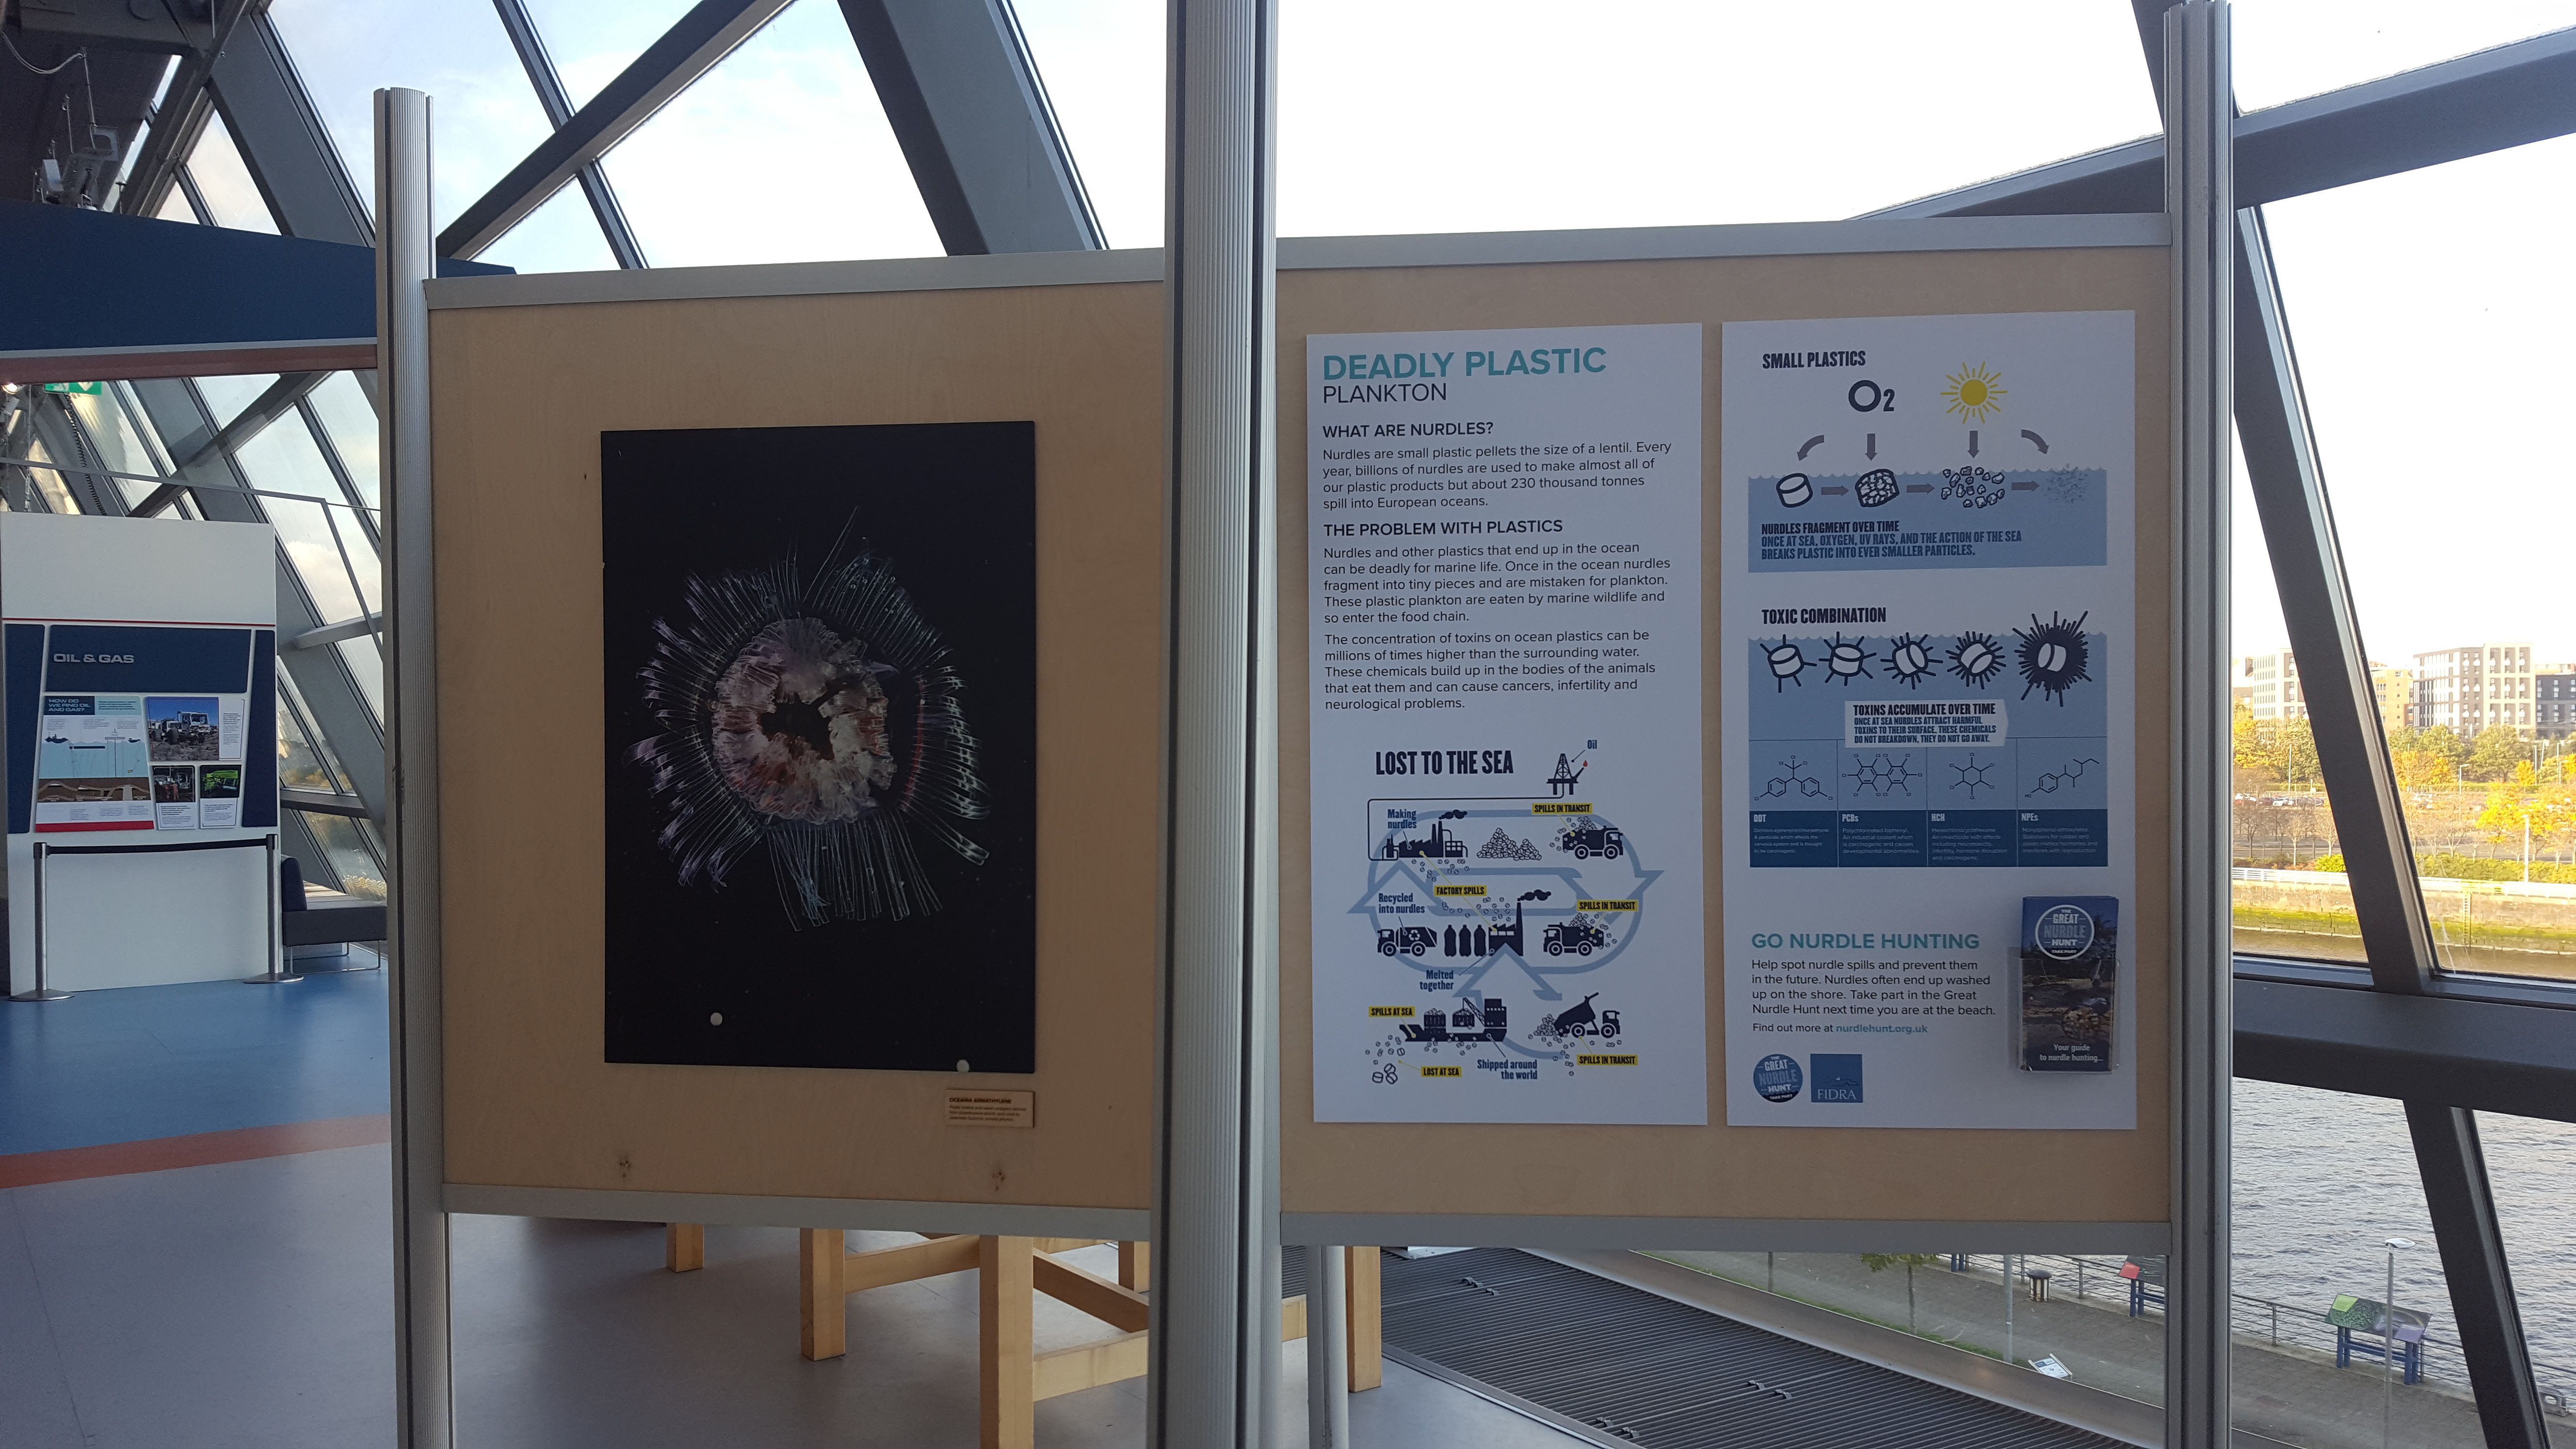 OIL & GAS
HOW DO
WE FIND OIL
AND GAS?
DEADLY PLASTIC
PLANKTON
WHAT ARE NURDLES?
Nurdles are small plastic pellets the size of a lentil. Every
year, billions of nurdles are used to make almost all of
our plastic products but about 230 thousand tonnes
spill into European oceans.
THE PROBLEM WITH PLASTICS
Nurdles and other plastics that end up in the ocean
can be deadly for marine life. Once in the ocean nurdles
fragment into tiny pieces and are mistaken for plankton.
These plastic plankton are eaten by marine wildlife and
so enter the food chain.
The concentration of toxins on ocean plastics can be
millions of times higher than the surrounding water.
These chemicals build up in the bodies of the animals
that eat them and can cause cancers, infertility and
neurological problems.
LOST TO THE SEA
Oil
Making
nurdles
SPILLS IN TRANSIT
FACTORY SPILLS
Recycled
into nurdles
SPILLS IN TRANSIT
Melted
together
SPILLS AT SEA
SPILLS IN TRANSIT
Shipped around
the world
LOST AT SEA
SMALL PLASTICS
O2
NURDLES FRAGMENT OVER TIME
ONCE AT SEA, OXYGEN, UV RAYS, AND THE ACTION OF THE SEA
BREAKS PLASTIC INTO EVER SMALLER PARTICLES.
TOXIC COMBINATION
TOXINS ACCUMULATE OVER TIME
ONCE AT SEA NURDLES ATTRACT HARMFUL
TOXINS TO THEIR SURFACE. THESE CHEMICALS
DO NOT BREAKDOWN, THEY DO NOT GO AWAY.
DDT
PCBs
HCH
NPEs
GO NURDLE HUNTING
Help spot nurdle spills and prevent them
in the future. Nurdles often end up washed
up on the shore. Take part in the Great
Nurdle Hunt next time you are at the beach.
Find out more at nurdlehunt.org.uk
THE
GREAT
NURDLE
HUNT
TAKE PART
FIDRA
THE
GREAT
NURDLE
HUNT
TAKE PART
Your guide
to nurdle hunting...